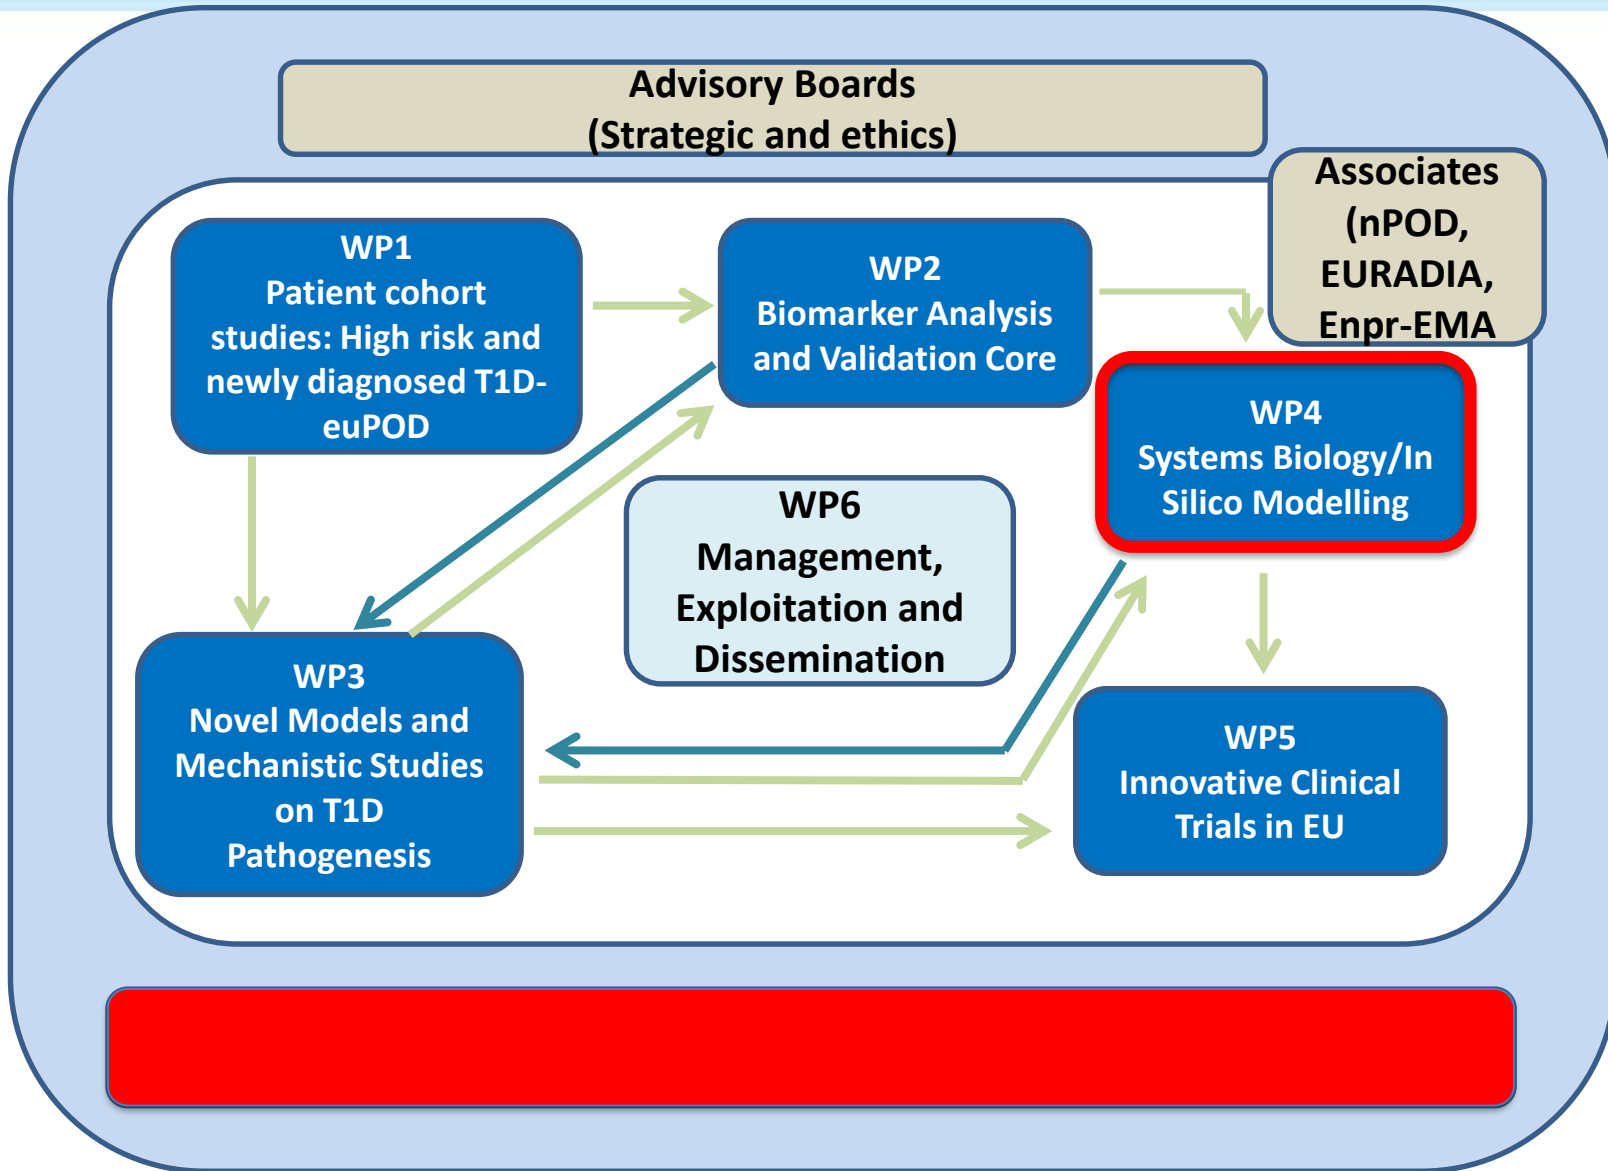 Advisory Boards
(Strategic and ethics)
Associates
(nPOD,
EURADIA,
Enpr-EMA
WP1
Patient cohort
studies: High risk and
newly diagnosed T1D-
euPOD
WP2
Biomarker Analysis
and Validation Core
WP4
Systems Biology/In
Silico Modelling
WP6
Management,
Exploitation and
Dissemination
WP3
Novel Models and
Mechanistic Studies
on T1D
Pathogenesis
WP5
Innovative Clinical
Trials in EU